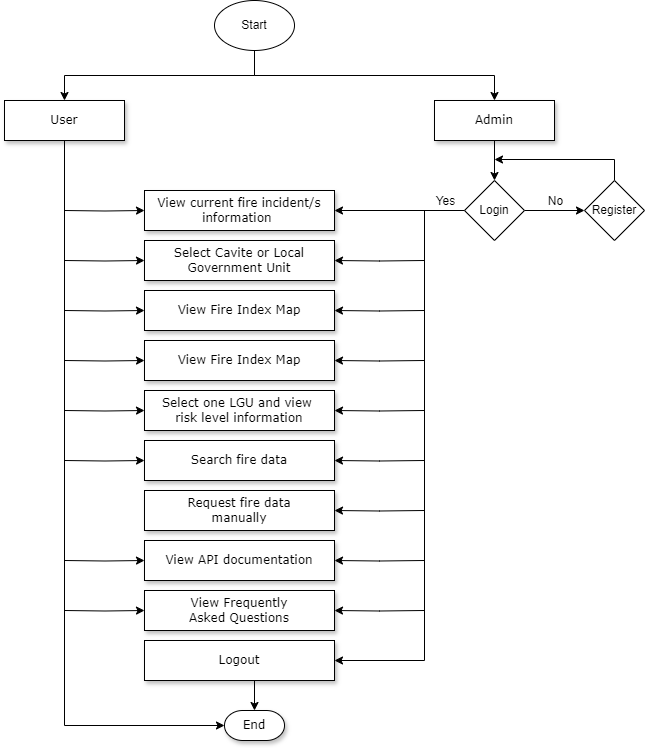 Start
User
Admin
View current fire incident/s
information
Yes
Login
No
Register
Select Cavite or Local
Government Unit
View Fire Index Map
View Fire Index Map
Select one LGU and view
risk level information
Search fire data
Request fire data
manually
View API documentation
View Frequently
Asked Questions
Logout
End